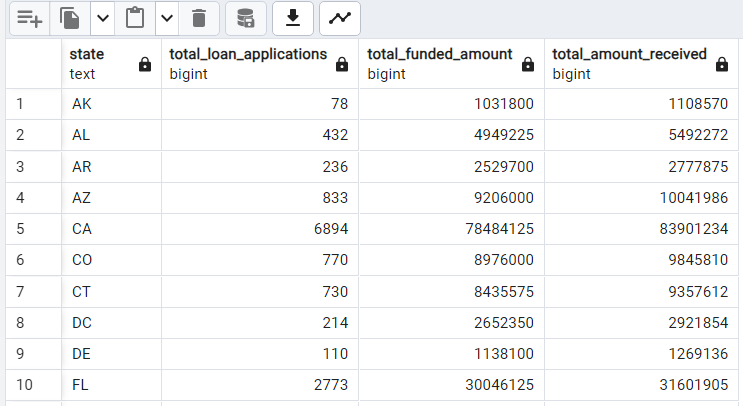 state total_loan_applications total_funded_amount total_amount_received
text bigint bigint bigint
1 AK 78 1031800 1108570
2 AL 432 4949225 5492272
3 AR 236 2529700 2777875
4 AZ 833 9206000 10041986
5 CA 6894 78484125 83901234
6 CO 770 8976000 9845810
7 CT 730 8435575 9357612
8 DC 214 2652350 2921854
9 DE 110 1138100 1269136
10 FL 2773 30046125 31601905